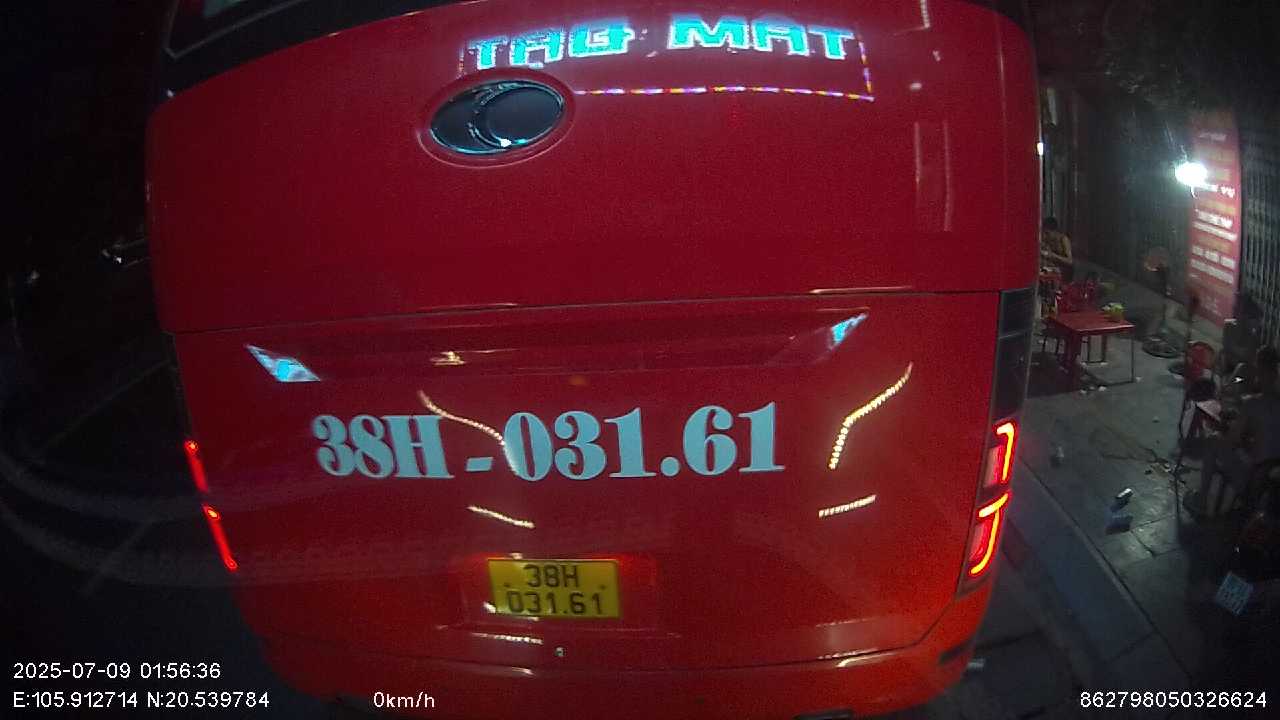 TAG MAT
38H-031.61
38H
031.61
2025-07-09 01:56:36
E:105.912714 N:20.539784
0km/h
862798050326624